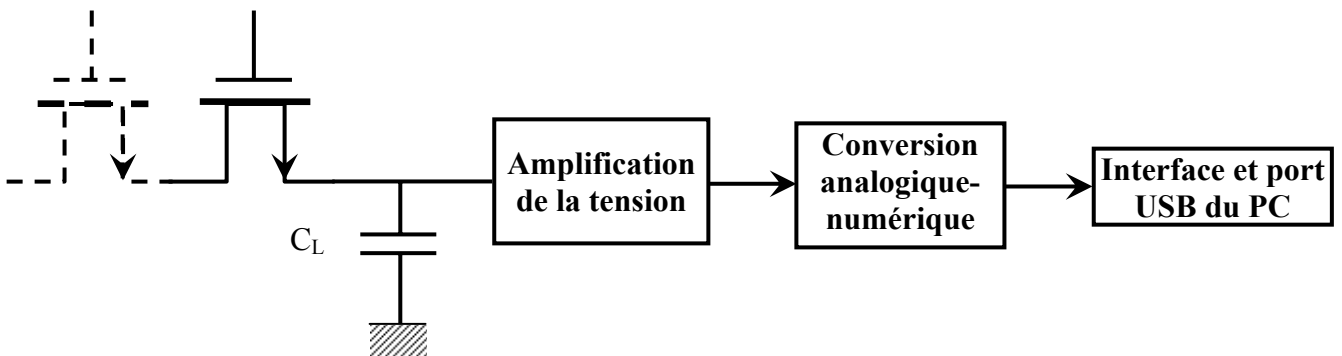 Amplification
de la tension
Conversion
analogique-
numérique
Interface et port
USB du PC
C_L